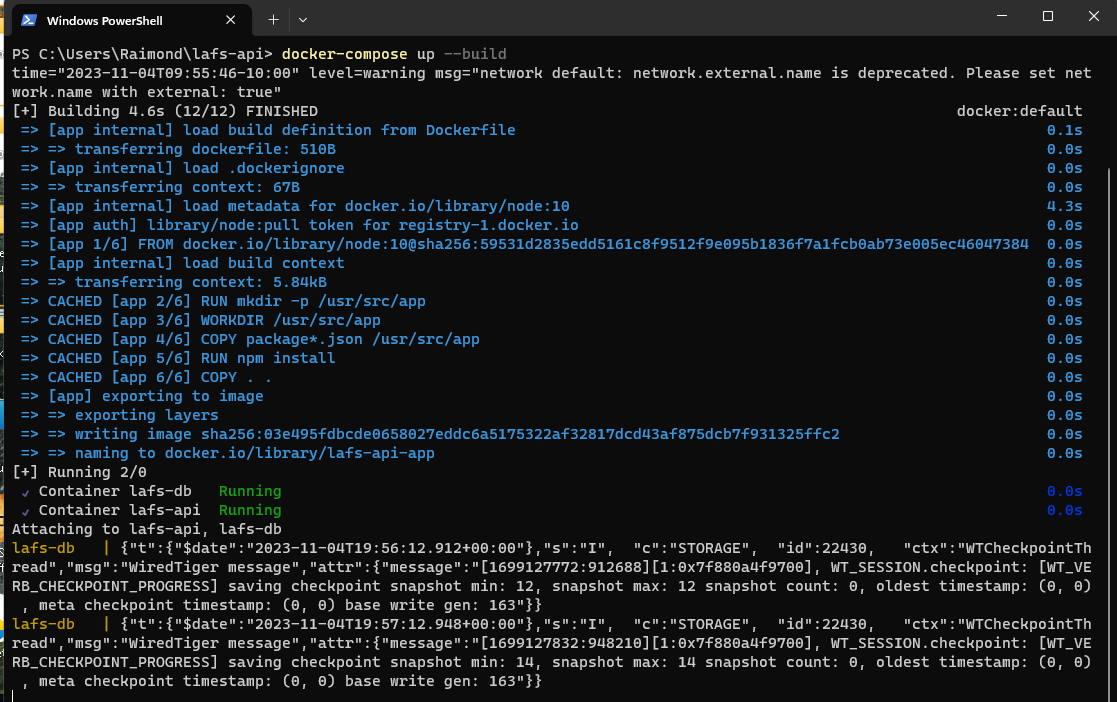 Windows PowerShell
PS C:\Users\Raimond\lafs-api> docker-compose up --build
time="2023-11-04T09:55:46-10:00" level=warning msg="network default: network.external.name is deprecated. Please set net
work.name with external: true"
[+] Building 4.6s (12/12) FINISHED docker:default
=> [app internal] load build definition from Dockerfile 0.1s
=> => transferring dockerfile: 510B 0.0s
=> [app internal] load .dockerignore 0.0s
=> => transferring context: 67B 0.0s
=> [app internal] load metadata for docker.io/library/node:10 4.3s
=> [app auth] library/node:pull token for registry-1.docker.io 0.0s
=> [app 1/6] FROM docker.io/library/node:10@sha256:59531d2835edd5161c8f9512f9e095b1836f7a1fcb0ab73e005ec46047384 0.0s
=> [app internal] load build context 0.0s
=> => transferring context: 5.84kB 0.0s
=> CACHED [app 2/6] RUN mkdir -p /usr/src/app 0.0s
=> CACHED [app 3/6] WORKDIR /usr/src/app 0.0s
=> CACHED [app 4/6] COPY package*.json /usr/src/app 0.0s
=> CACHED [app 5/6] RUN npm install 0.0s
=> CACHED [app 6/6] COPY . . 0.0s
=> [app] exporting to image 0.0s
=> => exporting layers 0.0s
=> => writing image sha256:03e495fdbcde0658027eddc6a5175322af32817dcd43af875dcb7f931325ffc2 0.0s
=> => naming to docker.io/library/lafs-api-app 0.0s
[+] Running 2/0
✓ Container lafs-db Running 0.0s
✓ Container lafs-api Running 0.0s
Attaching to lafs-api, lafs-db
lafs-db | {"t":{"$date":"2023-11-04T19:56:12.912+00:00"},"s":"I", "c":"STORAGE", "id":22430, "ctx":"WTCheckpointTh
read","msg":"WiredTiger message","attr":{"message":"[1699127772:912688][1:0x7f880a4f9700], WT_SESSION.checkpoint: [WT_VE
RB_CHECKPOINT_PROGRESS] saving checkpoint snapshot min: 12, snapshot max: 12 snapshot count: 0, oldest timestamp: (0, 0)
, meta checkpoint timestamp: (0, 0) base write gen: 163"}}
lafs-db | {"t":{"$date":"2023-11-04T19:57:12.948+00:00"},"s":"I", "c":"STORAGE", "id":22430, "ctx":"WTCheckpointTh
read","msg":"WiredTiger message","attr":{"message":"[1699127832:948210][1:0x7f880a4f9700], WT_SESSION.checkpoint: [WT_VE
RB_CHECKPOINT_PROGRESS] saving checkpoint snapshot min: 14, snapshot max: 14 snapshot count: 0, oldest timestamp: (0, 0)
, meta checkpoint timestamp: (0, 0) base write gen: 163"}}